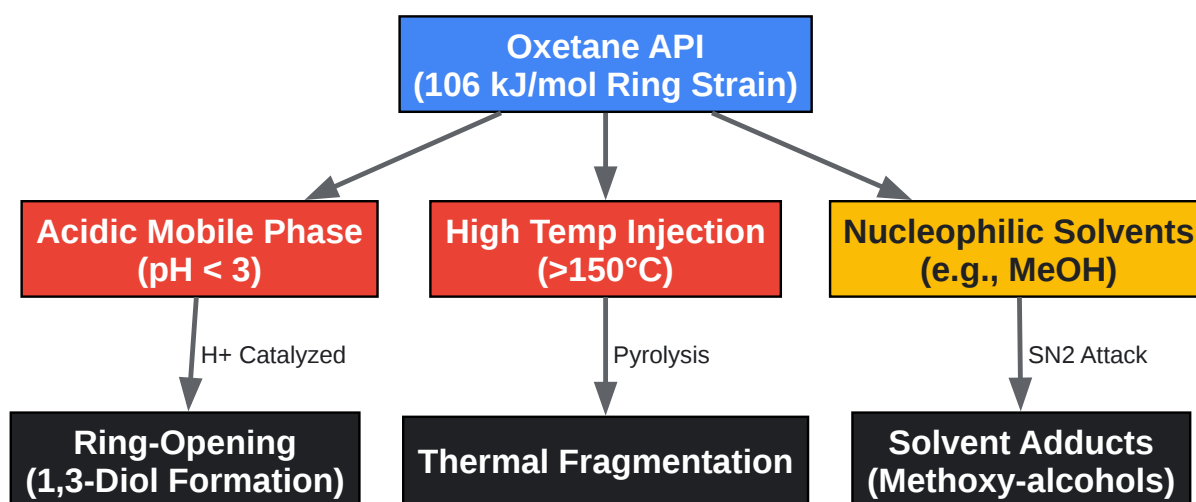 Oxetane API
(106 kJ/mol Ring Strain)
Acidic Mobile Phase
(pH < 3)
High Temp Injection
(>150°C)
Nucleophilic Solvents
(e.g., MeOH)
H+ Catalyzed
Pyrolysis
SN2 Attack
Ring-Opening
(1,3-Diol Formation)
Thermal Fragmentation
Solvent Adducts
(Methoxy-alcohols)